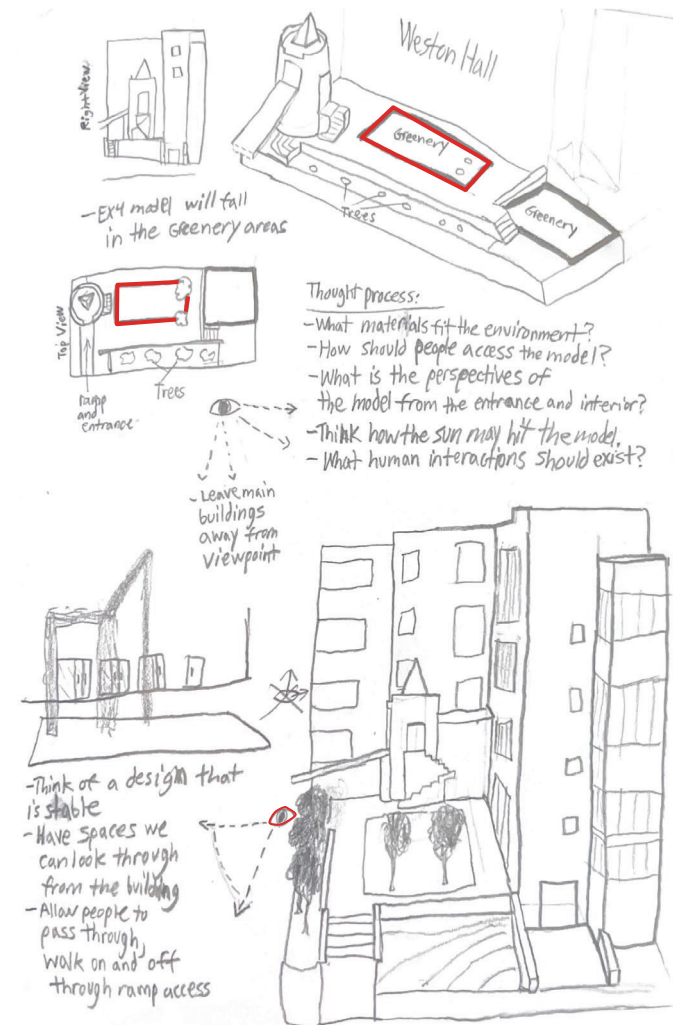 Weston Hall
Right View
Greenery
Trees
Greenery
-Ex4 model will fall
in the Greenery areas
Top View
Trees
ramp
and
entrance
Thought process:
-What materials fit the environment?
-How should people access the model?
-What is the perspectives of
the model from the entrance and interior?
-Think how the sun may hit the model.
-What human interactions should exist?
-Leave main
buildings
away from
viewpoint
-Think of a design that
is stable
-Have spaces we
can look through
from the building
-Allow people to
pass through,
walk on and off
through ramp access